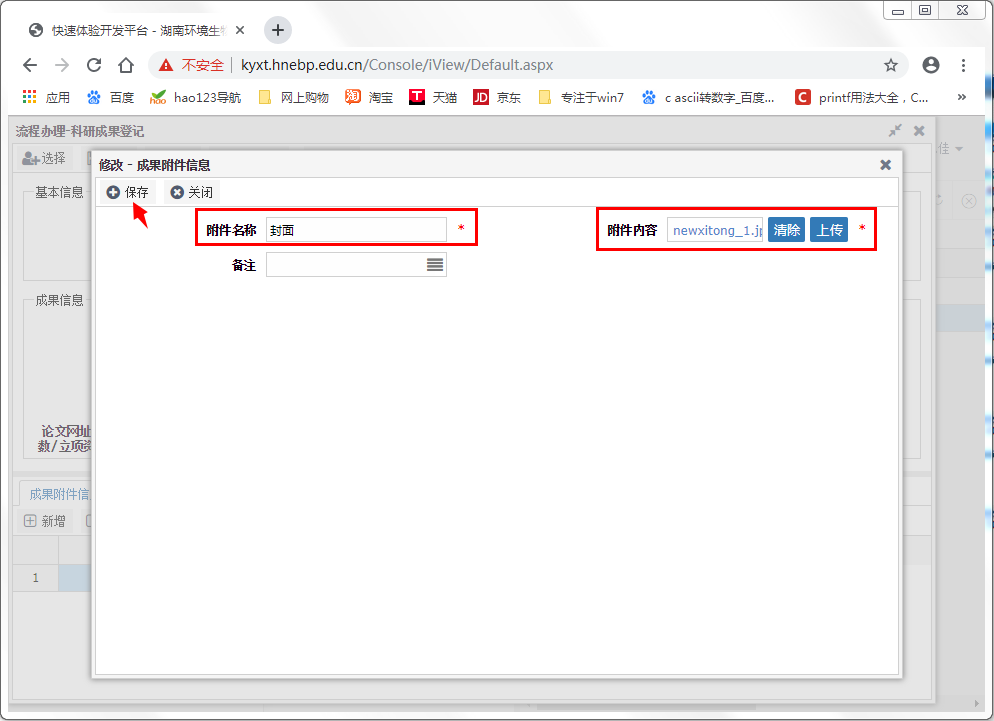 快速体验开发平台 - 湖南环境生物
不安全 kyxt.hnebp.edu.cn/Console/iView/Default.aspx
应用 百度 hao123导航 网上购物 淘宝 天猫 京东 专注于win7 c ascii转数字_百度... printf用法大全，C... »
流程办理-科研成果登记
选择
佳
修改 - 成果附件信息
保存 关闭
基本信息
附件名称 封面 * 附件内容 newxitong_1.jp 清除 上传 *
备注
成果信息
论文网址
数/立项资
成果附件信
新增
1